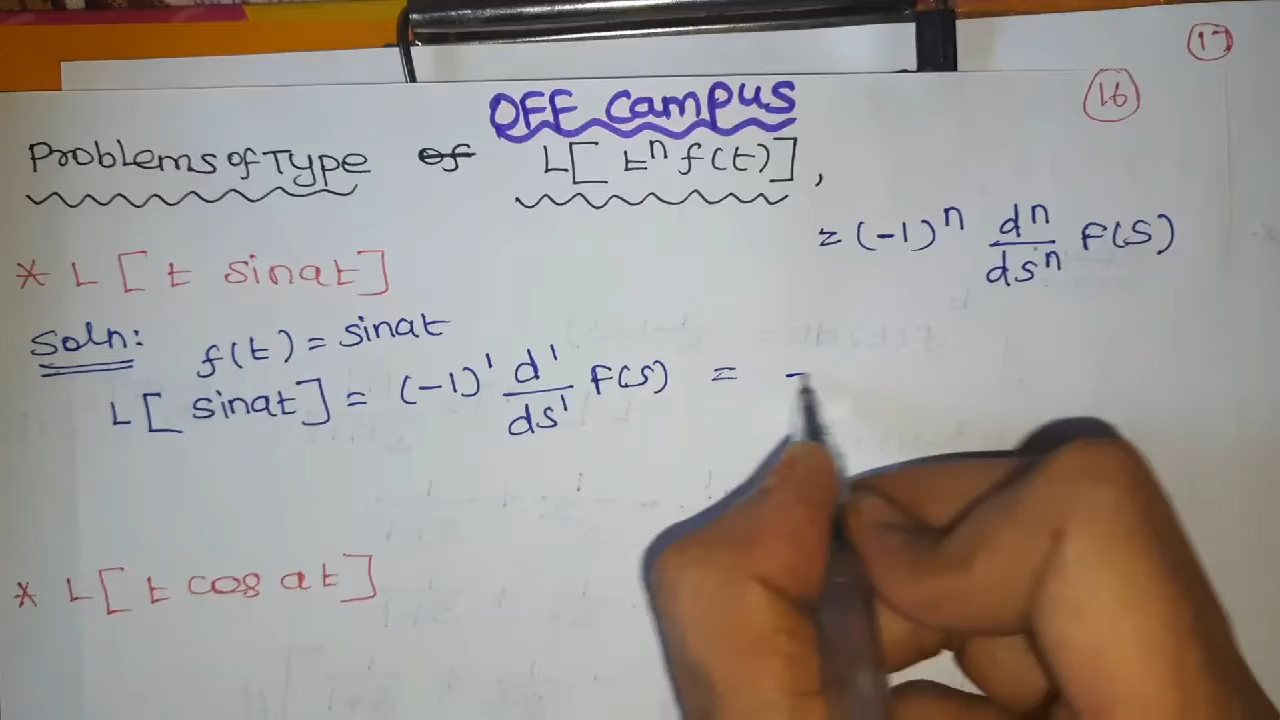 17
16
OFF campus
Problems of Type of L[ t^n f(t)],
= (-1)^n d^n/ds^n F(S)
* L [ t sinat]
Soln: f(t) = sinat
L[ sinat] = (-1)^1 d^1/ds^1 F(S) = -
* L[ t cos at]